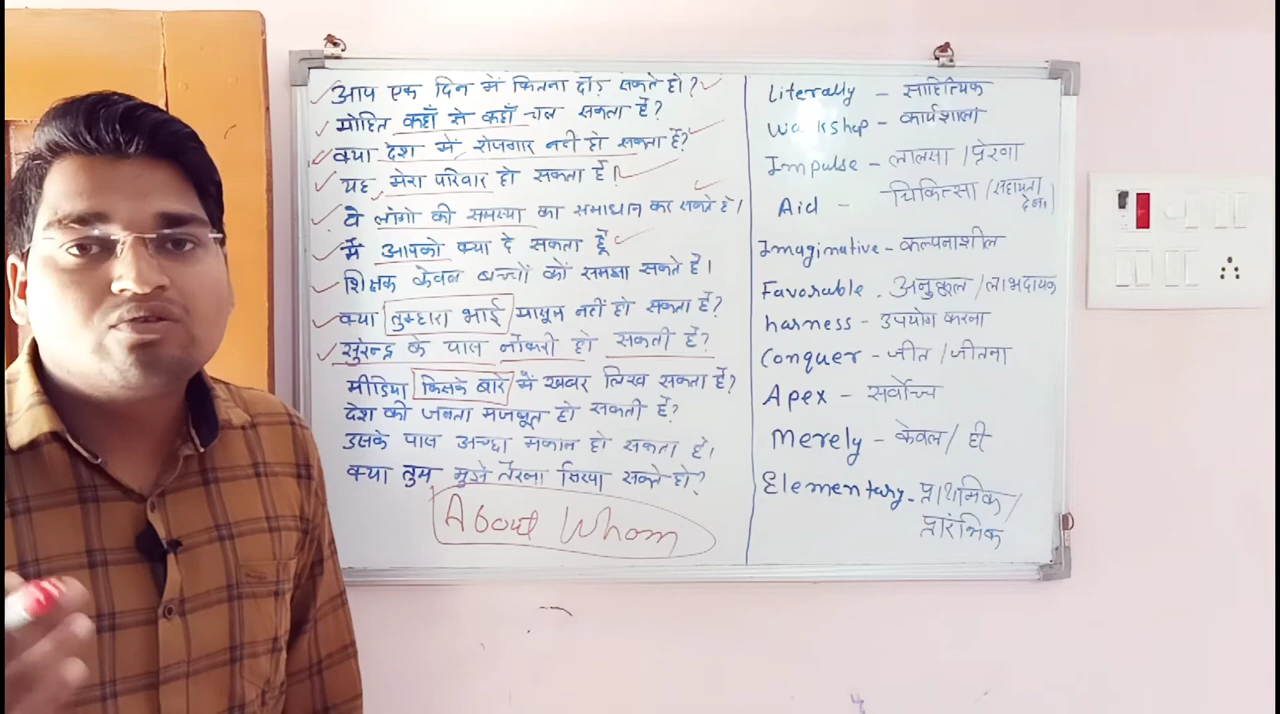 आप एक दिन में कितना दौड़ सकते हो?
मोहित कहाँ से कहाँ चल सकता है?
क्या देश में रोजगार नहीं हो सकता है?
यह मेरा परिवार हो सकता है।
वे लोगो की समस्या का समाधान कर सकते है।
मैं आपको क्या दे सकता हूँ
शिक्षक केवल बच्चों को समझा सकते है।
क्या तुम्हारा भाई मासून नहीं हो सकता है?
सुरेन्द्र के पास नौकरी हो सकती है?
मीडिया किसके बारे में खबर लिख सकता है?
देश की जनता मजबूत हो सकती है?
उसके पास अच्छा मकान हो सकता है।
क्या तुम मुझे तैरना सिखा सकते हो?
About Whom
Literally - साहित्यिक
Workshop - कार्यशाला
Impulse - लालसा / प्रेरणा
Aid - चिकित्सा / सहायता देना
Imaginative - कल्पनाशील
Favorable - अनुकूल / लाभदायक
harness - उपयोग करना
Conquer - जीत / जीतना
Apex - सर्वोच्च
Merely - केवल / ही
Elementary - प्राथमिक /
प्रारंभिक